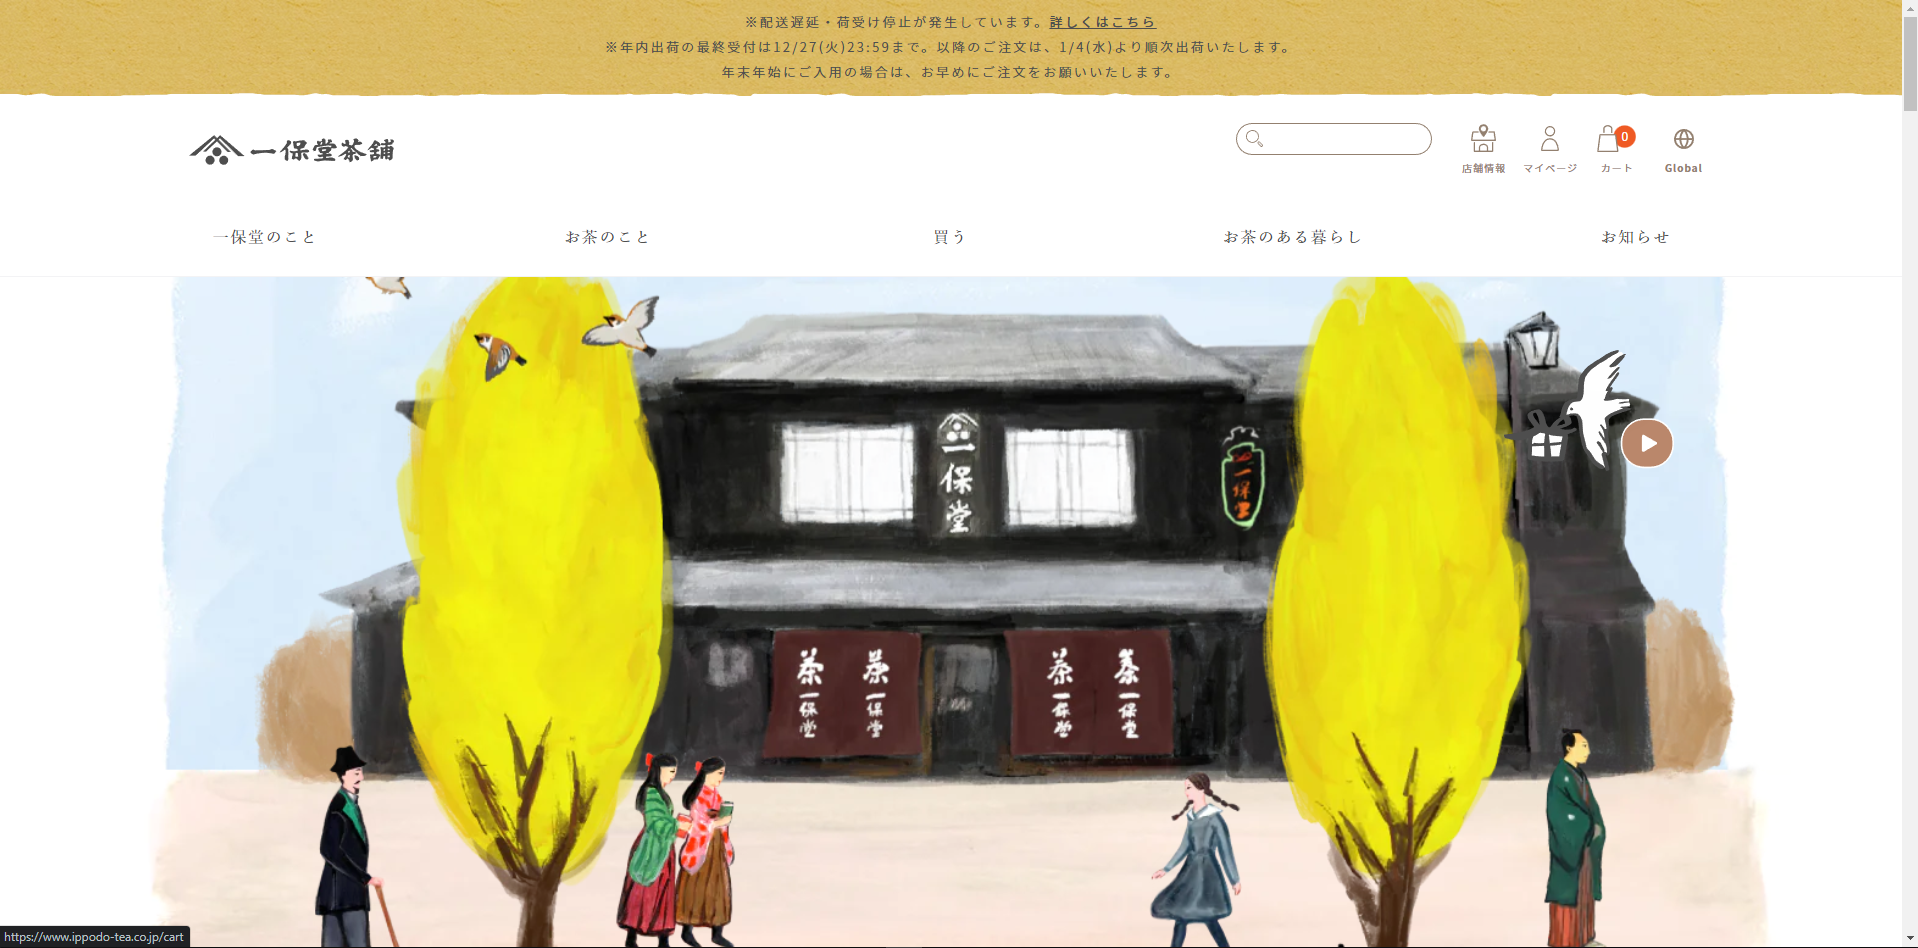 ※配送遅延・荷受け停止が発生しています。詳しくはこちら
※年内出荷の最終受付は12/27(火)23:59まで。以降のご注文は、1/4(水)より順次出荷いたします。
年末年始にご入用の場合は、お早めにご注文をお願いいたします。
一保堂茶舗
0
店舗情報
マイページ
カート
Global
一保堂のこと
お茶のこと
買う
お茶のある暮らし
お知らせ
一保堂
一保堂
茶一保堂
茶一保堂
茶一保堂
茶一保堂
https://www.ippodo-tea.co.jp/cart